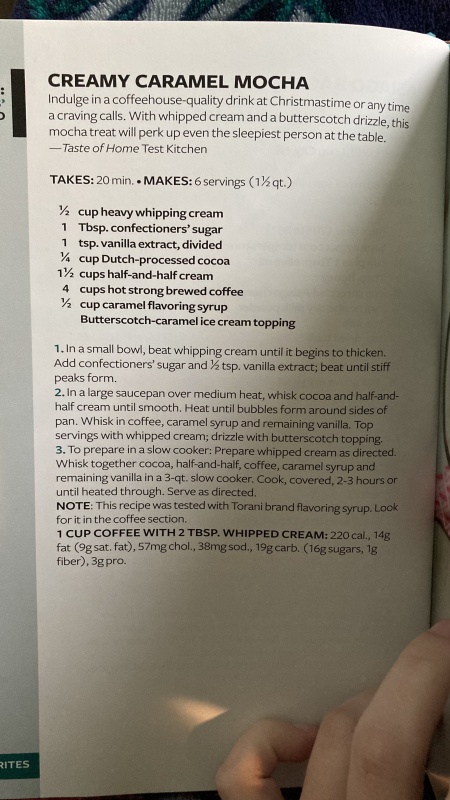 CREAMY CARAMEL MOCHA
Indulge in a coffeehouse-quality drink at Christmastime or any time
a craving calls. With whipped cream and a butterscotch drizzle, this
mocha treat will perk up even the sleepiest person at the table.
—Taste of Home Test Kitchen
TAKES: 20 min. • MAKES: 6 servings (1½ qt.)
½ cup heavy whipping cream
1 Tbsp. confectioners' sugar
1 tsp. vanilla extract, divided
¼ cup Dutch-processed cocoa
1½ cups half-and-half cream
4 cups hot strong brewed coffee
½ cup caramel flavoring syrup
Butterscotch-caramel ice cream topping
1. In a small bowl, beat whipping cream until it begins to thicken.
Add confectioners' sugar and ½ tsp. vanilla extract; beat until stiff
peaks form.
2. In a large saucepan over medium heat, whisk cocoa and half-and-
half cream until smooth. Heat until bubbles form around sides of
pan. Whisk in coffee, caramel syrup and remaining vanilla. Top
servings with whipped cream; drizzle with butterscotch topping.
3. To prepare in a slow cooker: Prepare whipped cream as directed.
Whisk together cocoa, half-and-half, coffee, caramel syrup and
remaining vanilla in a 3-qt. slow cooker. Cook, covered, 2-3 hours or
until heated through. Serve as directed.
NOTE: This recipe was tested with Torani brand flavoring syrup. Look
for it in the coffee section.
1 CUP COFFEE WITH 2 TBSP. WHIPPED CREAM: 220 cal., 14g
fat (9g sat. fat), 57mg chol., 38mg sod., 19g carb. (16g sugars, 1g
fiber), 3g pro.
RITES